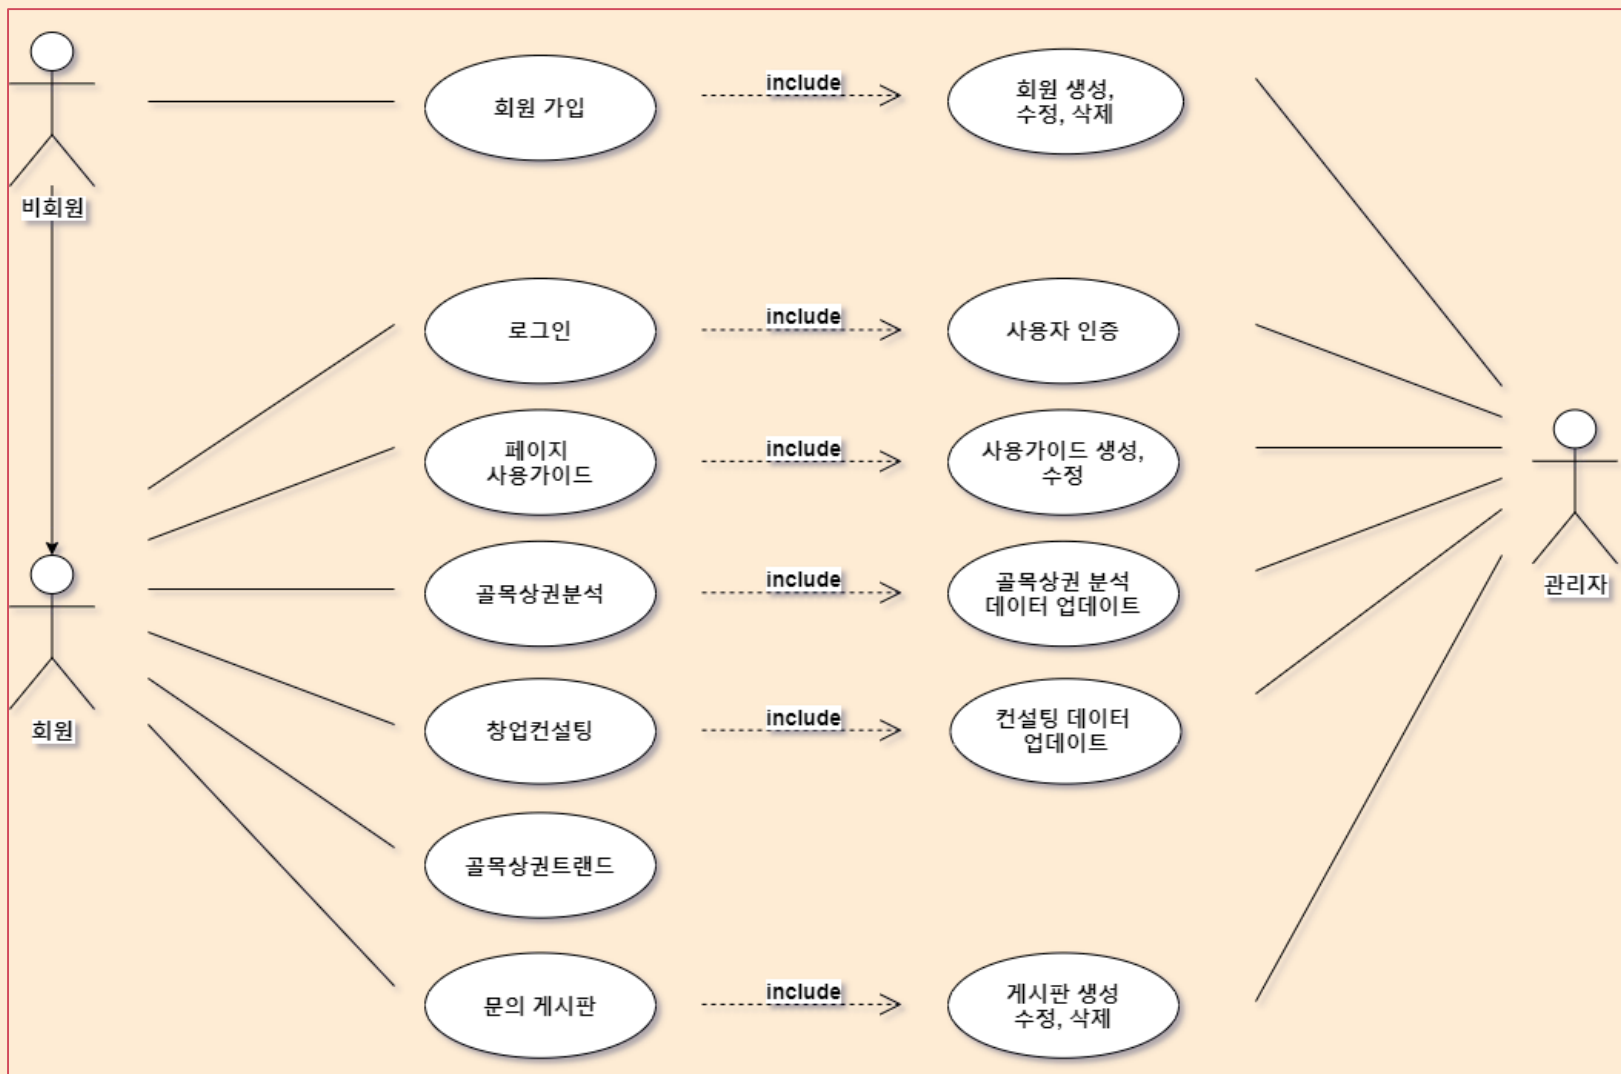 비회원
회원 가입
include
회원 생성,
수정, 삭제
로그인
include
사용자 인증
페이지
사용가이드
include
사용가이드 생성,
수정
골목상권분석
include
골목상권 분석
데이터 업데이트
관리자
회원
창업컨설팅
include
컨설팅 데이터
업데이트
골목상권트랜드
문의 게시판
include
게시판 생성
수정, 삭제